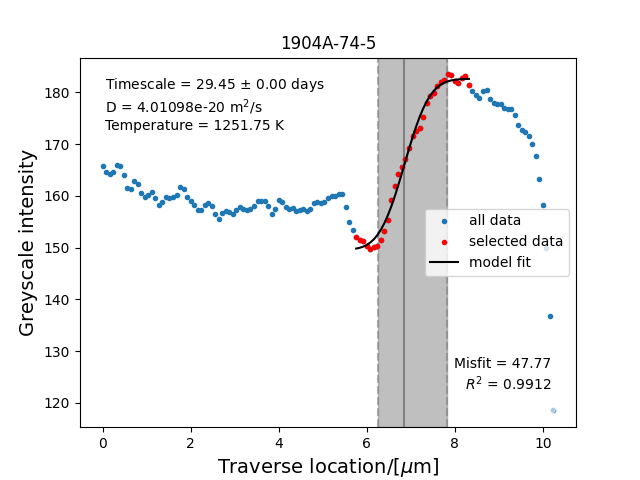 1904A-74-5
Timescale = 29.45 ± 0.00 days
D = 4.01098e-20 m²/s
Temperature = 1251.75 K
Greyscale intensity
180
170
160
150
140
130
120
all data
selected data
model fit
Misfit = 47.77
R² = 0.9912
0 2 4 6 8 10
Traverse location/[μm]